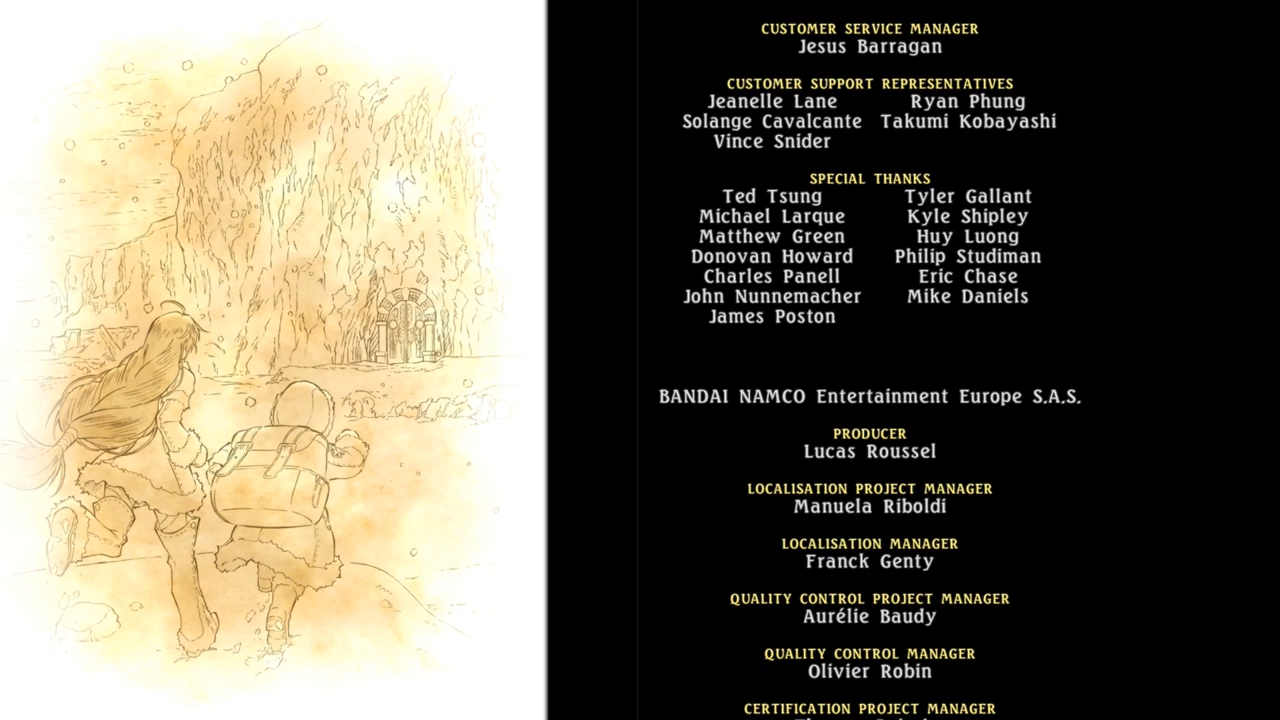 CUSTOMER SERVICE MANAGER
Jesus Barragan
CUSTOMER SUPPORT REPRESENTATIVES
Jeanelle Lane Ryan Phung
Solange Cavalcante Takumi Kobayashi
Vince Snider
SPECIAL THANKS
Ted Tsung Tyler Gallant
Michael Larque Kyle Shipley
Matthew Green Huy Luong
Donovan Howard Philip Studiman
Charles Panell Eric Chase
John Nunnemacher Mike Daniels
James Poston
BANDAI NAMCO Entertainment Europe S.A.S.
PRODUCER
Lucas Roussel
LOCALISATION PROJECT MANAGER
Manuela Riboldi
LOCALISATION MANAGER
Franck Genty
QUALITY CONTROL PROJECT MANAGER
Aurélie Baudy
QUALITY CONTROL MANAGER
Olivier Robin
CERTIFICATION PROJECT MANAGER